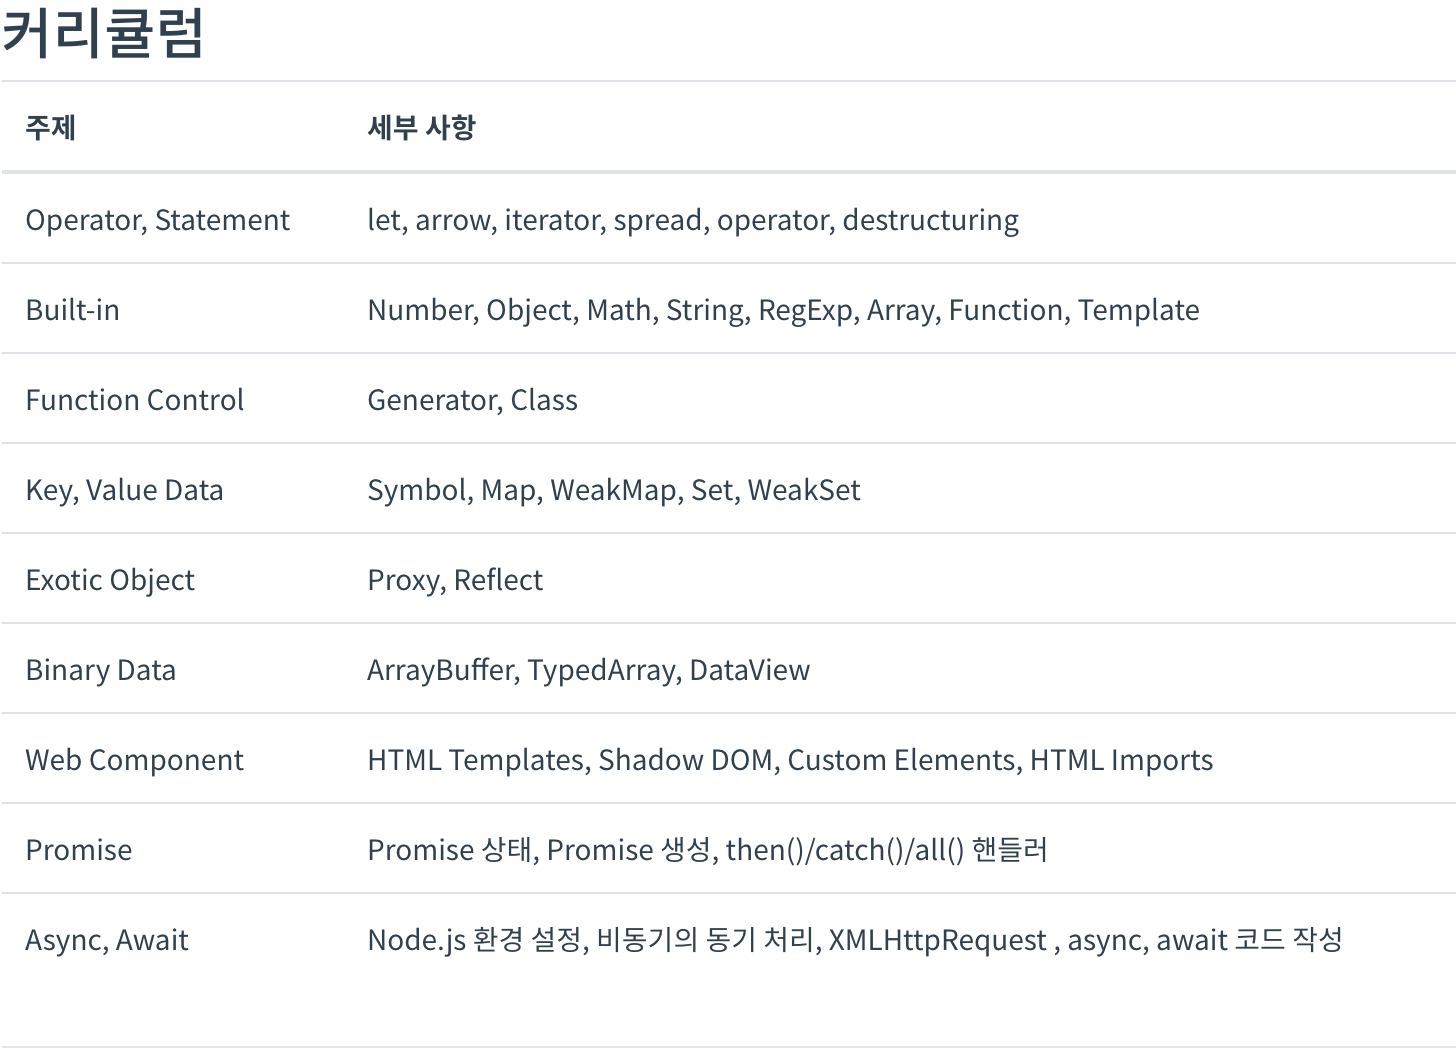 커리큘럼
주제 세부 사항
Operator, Statement let, arrow, iterator, spread, operator, destructuring
Built-in Number, Object, Math, String, RegExp, Array, Function, Template
Function Control Generator, Class
Key, Value Data Symbol, Map, WeakMap, Set, WeakSet
Exotic Object Proxy, Reflect
Binary Data ArrayBuffer, TypedArray, DataView
Web Component HTML Templates, Shadow DOM, Custom Elements, HTML Imports
Promise Promise 상태, Promise 생성, then()/catch()/all() 핸들러
Async, Await Node.js 환경 설정, 비동기의 동기 처리, XMLHttpRequest , async, await 코드 작성